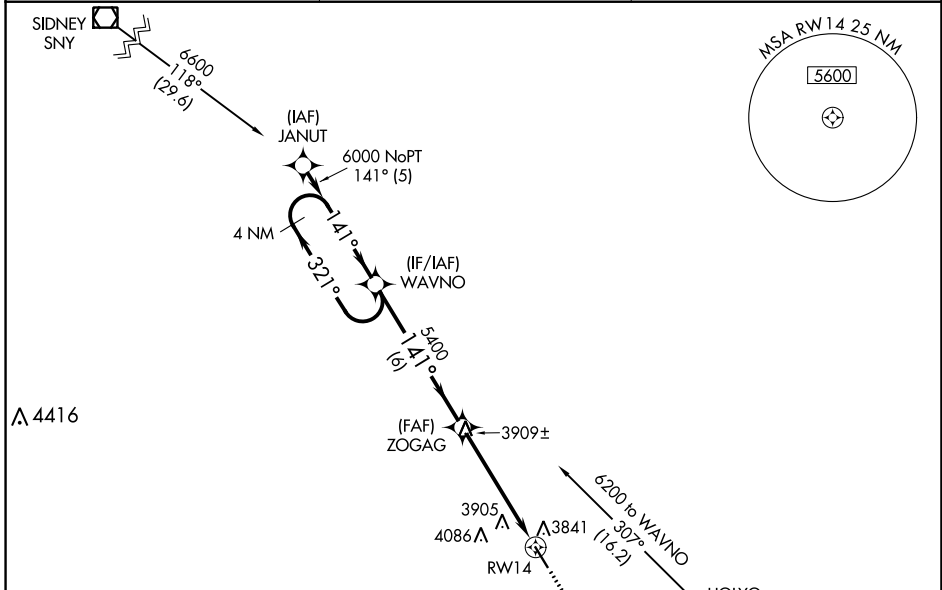 SIDNEY
SNY
6600
118°
(29.6)
MSA RW14 25 NM
5600
(IAF)
JANUT
6000 NoPT
141° (5)
4 NM
141°
321°
(IF/IAF)
WAVNO
5400
141°
(6)
4416
(FAF)
ZOGAG
3909±
3905
4086
3841
RW14
6200 to WAVNO
307°
(16.2)